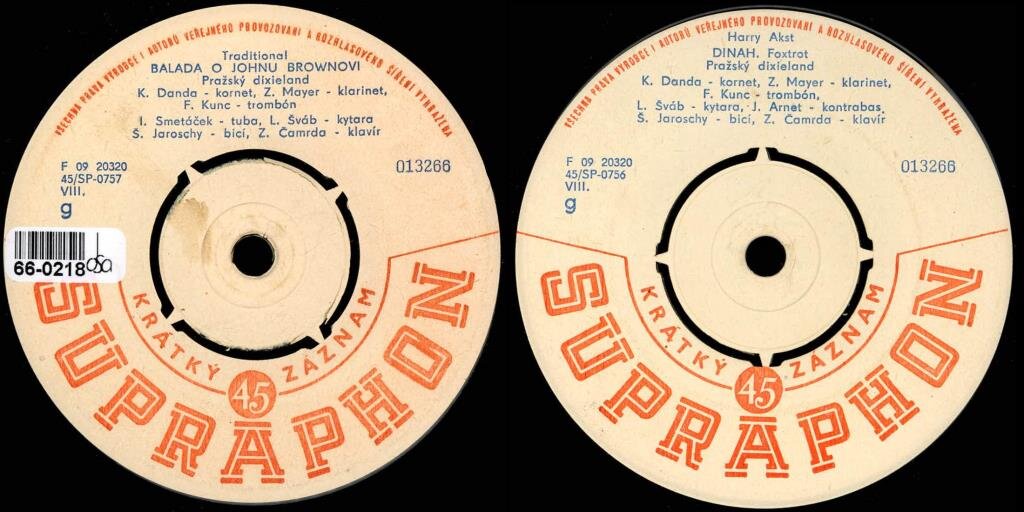 VŠECHNA PRÁVA VÝROBCE I AUTORŮ VEŘEJNÉHO PROVOZOVÁNÍ A ROZHLASOVÉHO ŠÍŘENÍ VYHRAŽENA
Traditional
BALADA O JOHNU BROWNOVI
Pražský dixieland
K. Danda - kornet, Z. Mayer - klarinet,
F. Kunc - trombón
I. Smetáček - tuba, L. Šváb - kytara
Š. Jaroschy - bicí, Z. Čamrda - klavír
F 09 20320
45/SP-0757
VIII.
g
013266
66-0218 osa
KRÁTKÝ 45 ZÁZNAM
SUPRAPHON
VŠECHNA PRÁVA VÝROBCE I AUTORŮ VEŘEJNÉHO PROVOZOVÁNÍ A ROZHLASOVÉHO ŠÍŘENÍ VYHRAŽENA
Harry Akst
DINAH. Foxtrot
Pražský dixieland
K. Danda - kornet, Z. Mayer - klarinet,
F. Kunc - trombón,
L. Šváb - kytara, J. Arnet - kontrabas,
Š. Jaroschy - bicí, Z. Čamrda - klavír
F 09 20320
45/SP-0756
VIII.
g
013266
KRÁTKÝ 45 ZÁZNAM
SUPRAPHON